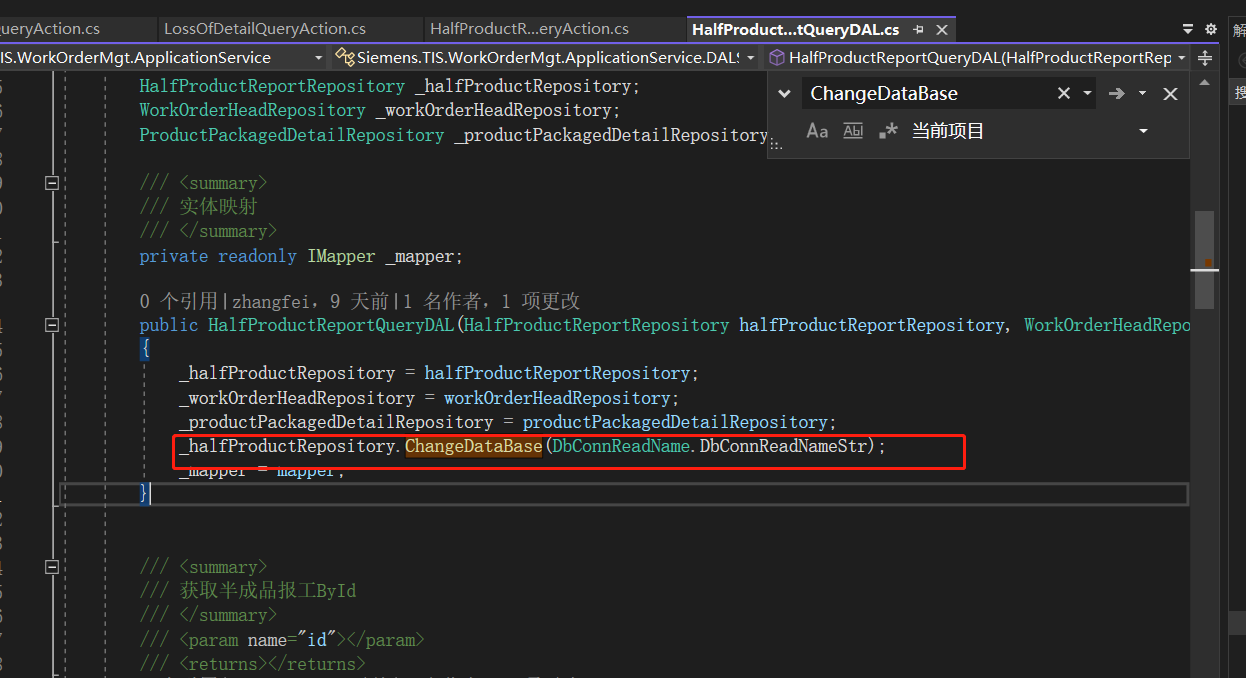 ueryAction.cs LossOfDetailQueryAction.cs HalfProductR...eryAction.cs HalfProduct...tQueryDAL.cs
IS.WorkOrderMgt.ApplicationService Siemens.TIS.WorkOrderMgt.ApplicationService.DAL HalfProductReportQueryDAL(HalfProductReportRep
HalfProductReportRepository _halfProductRepository;
WorkOrderHeadRepository _workOrderHeadRepository;
ProductPackagedDetailRepository _productPackagedDetailRepository
ChangeDataBase
Aa Abl .* 当前项目
/// <summary>
/// 实体映射
/// </summary>
private readonly IMapper _mapper;
0 个引用|zhangfei，9 天前|1 名作者，1 项更改
public HalfProductReportQueryDAL(HalfProductReportRepository halfProductReportRepository, WorkOrderHeadRepo
{
_halfProductRepository = halfProductReportRepository;
_workOrderHeadRepository = workOrderHeadRepository;
_productPackagedDetailRepository = productPackagedDetailRepository;
_halfProductRepository.ChangeDataBase(DbConnReadName.DbConnReadNameStr);
_mapper = mapper;
}
/// <summary>
/// 获取半成品报工ById
/// </summary>
/// <param name="id"></param>
/// <returns></returns>